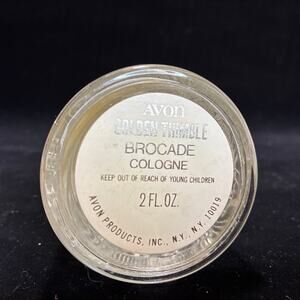 AVON
GOLDEN THIMBLE
BROCADE
COLOGNE
KEEP OUT OF REACH OF YOUNG CHILDREN
2 FL. OZ.
AVON PRODUCTS, INC., N.Y., N.Y. 10019